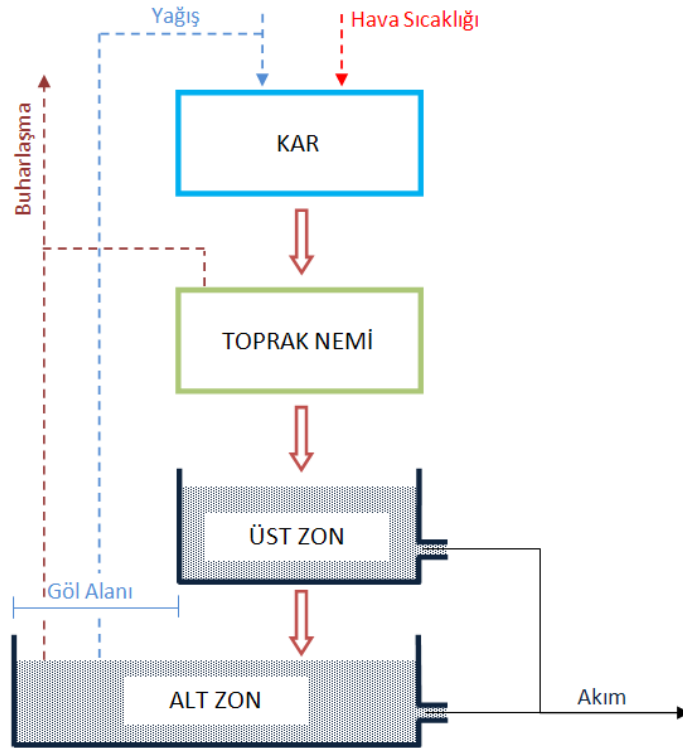 Yağış
Hava Sıcaklığı
Buharlaşma
KAR
TOPRAK NEMİ
ÜST ZON
Göl Alanı
ALT ZON
Akım